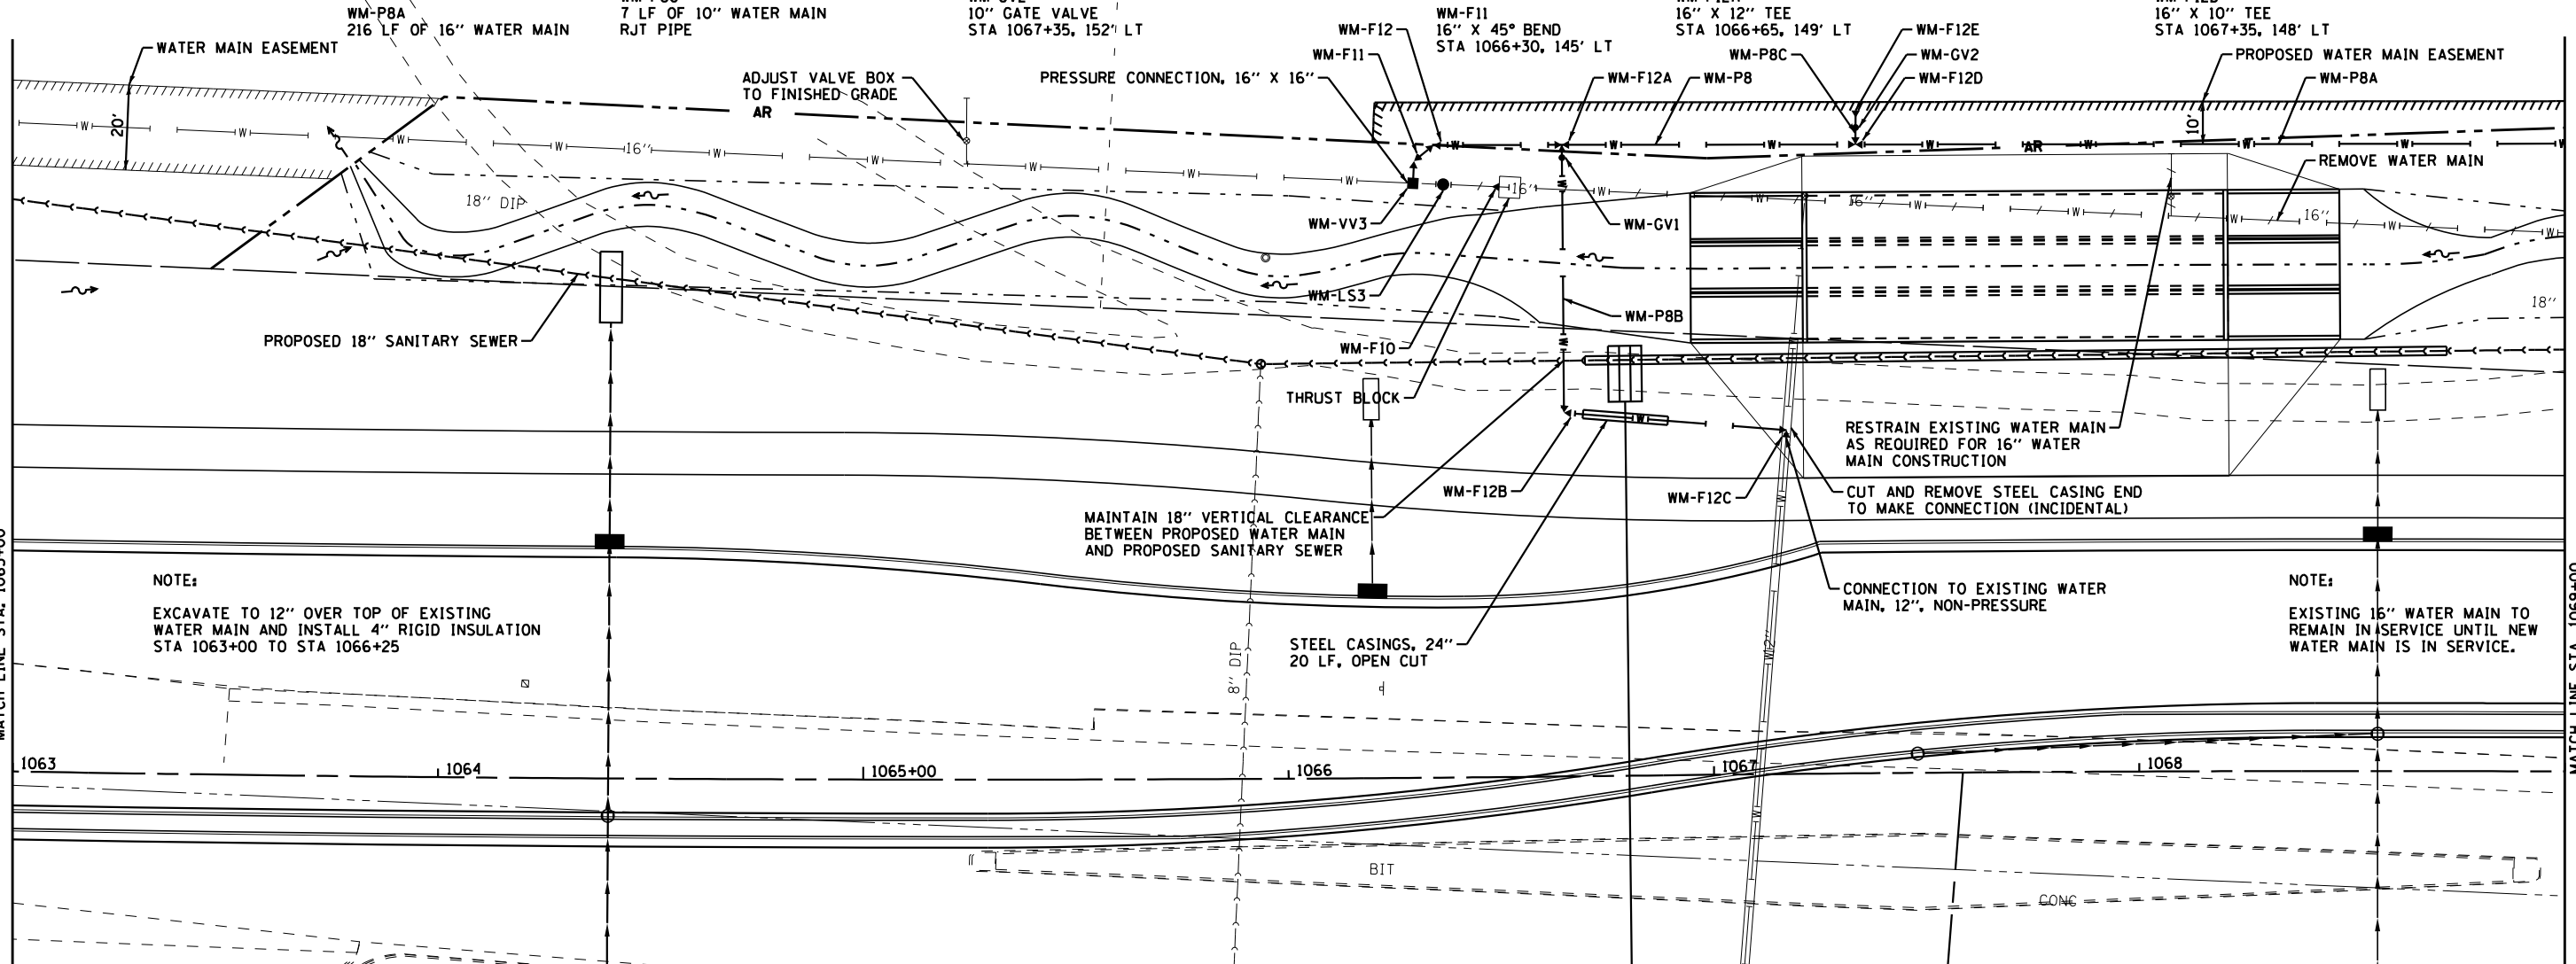 WM-P8A
216 LF OF 16" WATER MAIN
7 LF OF 10" WATER MAIN
RJT PIPE
10" GATE VALVE
STA 1067+35, 152' LT
WM-F11
16" X 45° BEND
STA 1066+30, 145' LT
16" X 12" TEE
STA 1066+65, 149' LT
16" X 10" TEE
STA 1067+35, 148' LT
WATER MAIN EASEMENT
20'
ADJUST VALVE BOX
TO FINISHED GRADE
AR
PRESSURE CONNECTION, 16" X 16"
WM-F12
WM-F11
WM-F12A
WM-P8
WM-P8C
WM-F12E
WM-GV2
WM-F12D
PROPOSED WATER MAIN EASEMENT
WM-P8A
10'
AR
REMOVE WATER MAIN
W
W
W
16"
W
W
W
W
W
W
W
W
W
W
W
W
W
16"
W
16"
W
W
W
16"
W
W
18" DIP
WM-VV3
WM-GV1
WM-LS3
WM-P8B
18"
PROPOSED 18" SANITARY SEWER
WM-F10
THRUST BLOCK
W
W
W
RESTRAIN EXISTING WATER MAIN
AS REQUIRED FOR 16" WATER
MAIN CONSTRUCTION
WM-F12B
WM-F12C
CUT AND REMOVE STEEL CASING END
TO MAKE CONNECTION (INCIDENTAL)
MAINTAIN 18" VERTICAL CLEARANCE
BETWEEN PROPOSED WATER MAIN
AND PROPOSED SANITARY SEWER
MATCH LINE STA. 1063+00
NOTE:
EXCAVATE TO 12" OVER TOP OF EXISTING
WATER MAIN AND INSTALL 4" RIGID INSULATION
STA 1063+00 TO STA 1066+25
CONNECTION TO EXISTING WATER
MAIN, 12", NON-PRESSURE
NOTE:
EXISTING 16" WATER MAIN TO
REMAIN IN SERVICE UNTIL NEW
WATER MAIN IS IN SERVICE.
MATCH LINE STA. 1069+00
STEEL CASINGS, 24"
20 LF, OPEN CUT
8" DIP
W
12"
W
1063
1064
1065+00
1066
1067
1068
W
BIT
CONC